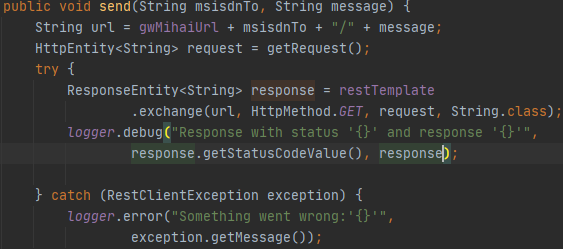 public void send(String msisdnTo, String message) {
String url = gwMihaiUrl + msisdnTo + "/" + message;
HttpEntity<String> request = getRequest();
try {
ResponseEntity<String> response = restTemplate
.exchange(url, HttpMethod.GET, request, String.class);
logger.debug("Response with status '{}' and response '{}'",
response.getStatusCodeValue(), response);
} catch (RestClientException exception) {
logger.error("Something went wrong:'{}'",
exception.getMessage());